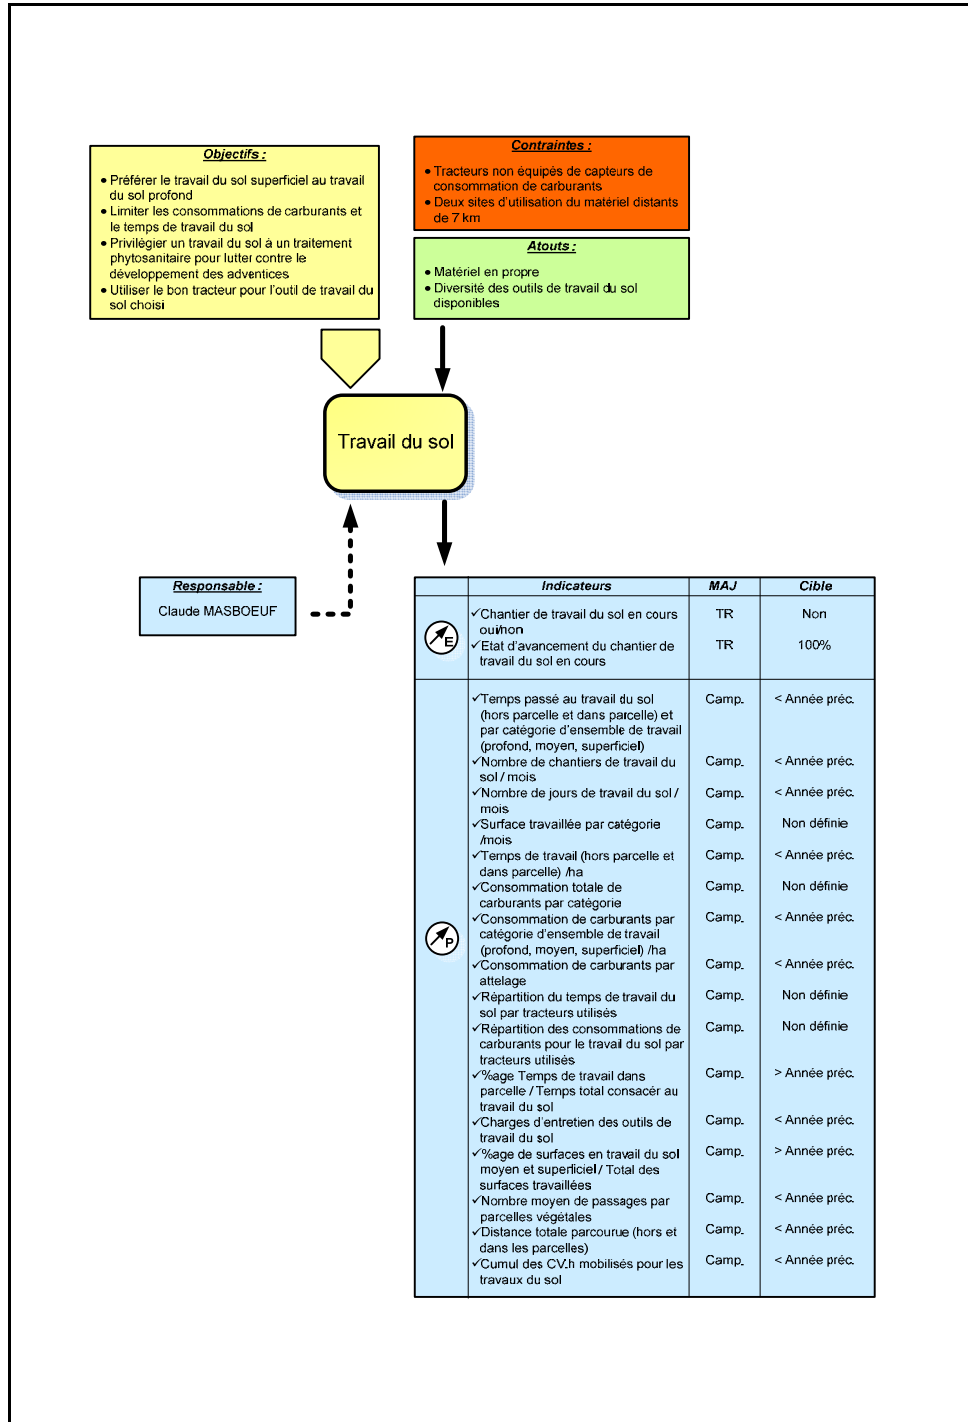 Objectifs :
• Préférer le travail du sol superficiel au travail
du sol profond
• Limiter les consommations de carburants et
le temps de travail du sol
• Privilégier un travail du sol à un traitement
phytosanitaire pour lutter contre le
développement des adventices
• Utiliser le bon tracteur pour l'outil de travail du
sol choisi
Contraintes :
• Tracteurs non équipés de capteurs de
consommation de carburants
• Deux sites d'utilisation du matériel distants
de 7 km
Atouts :
• Matériel en propre
• Diversité des outils de travail du sol
disponibles
Travail du sol
Responsable :
Claude MASBOEUF
Indicateurs MAJ Cible
E
✓Chantier de travail du sol en cours TR Non
oui/non
✓Etat d'avancement du chantier de TR 100%
travail du sol en cours
P
✓Temps passé au travail du sol Camp. < Année préc.
(hors parcelle et dans parcelle) et
par catégorie d'ensemble de travail
(profond, moyen, superficiel)
✓Nombre de chantiers de travail du Camp. < Année préc.
sol / mois
✓Nombre de jours de travail du sol / Camp. < Année préc.
mois
✓Surface travaillée par catégorie Camp. Non définie
/mois
✓Temps de travail (hors parcelle et Camp. < Année préc.
dans parcelle) /ha
✓Consommation totale de Camp. Non définie
carburants par catégorie
✓Consommation de carburants par Camp. < Année préc.
catégorie d'ensemble de travail
(profond, moyen, superficiel) /ha
✓Consommation de carburants par Camp. < Année préc.
attelage
✓Répartition du temps de travail du Camp. Non définie
sol par tracteurs utilisés
✓Répartition des consommations de Camp. Non définie
carburants pour le travail du sol par
tracteurs utilisés
✓%age Temps de travail dans Camp. > Année préc.
parcelle / Temps total consacér au
travail du sol
✓Charges d'entretien des outils de Camp. < Année préc.
travail du sol
✓%age de surfaces en travail du sol Camp. > Année préc.
moyen et superficiel / Total des
surfaces travaillées
✓Nombre moyen de passages par Camp. < Année préc.
parcelles végétales
✓Distance totale parcourue (hors et Camp. < Année préc.
dans les parcelles)
✓Cumul des CV.h mobilisés pour les Camp. < Année préc.
travaux du sol